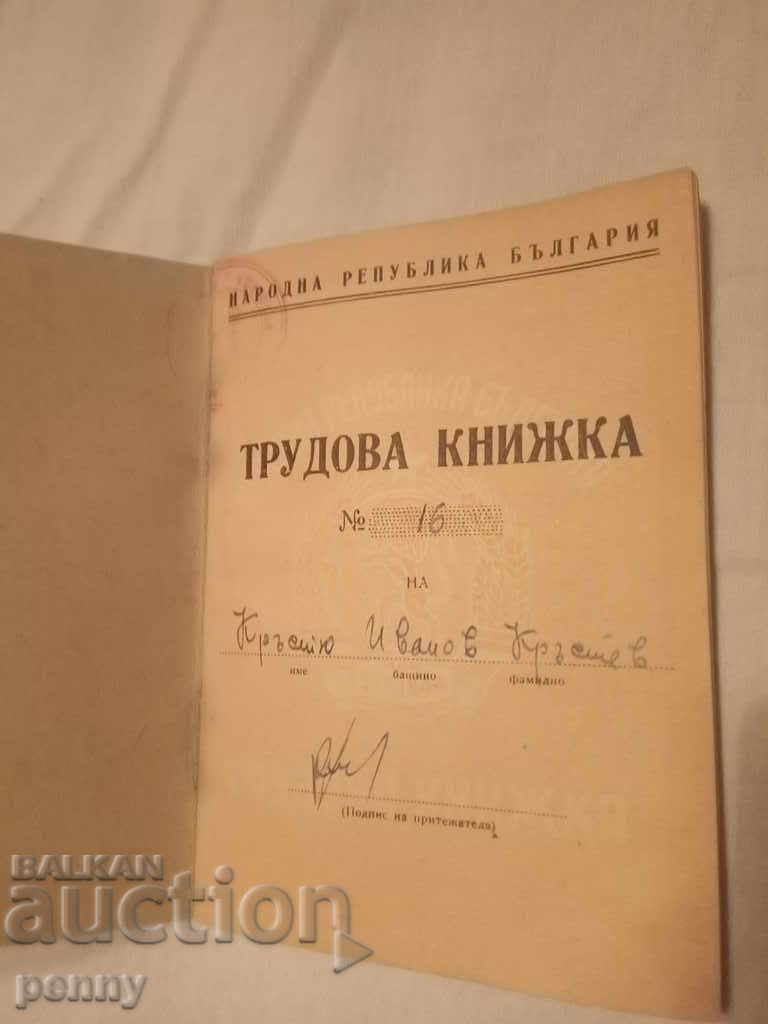 НАРОДНА РЕПУБЛИКА БЪЛГАРИЯ
ТРУДОВА КНИЖКА
№ 16
НА
Кръстю Иванов Кръстев
име бащино фамилно
(Подпис на притежателя)
BALKAN
auction
penny